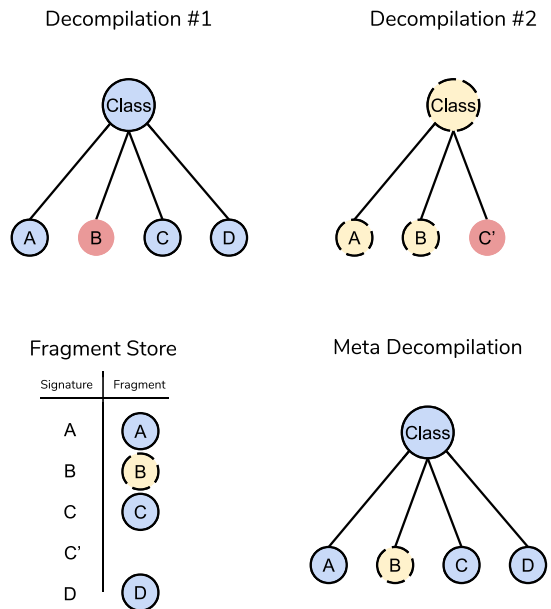 Decompilation #1
Decompilation #2
Class
Class
A B C D
A B C'
Fragment Store
Meta Decompilation
Signature Fragment
A A
B B
C C
C'
D D
Class
A B C D